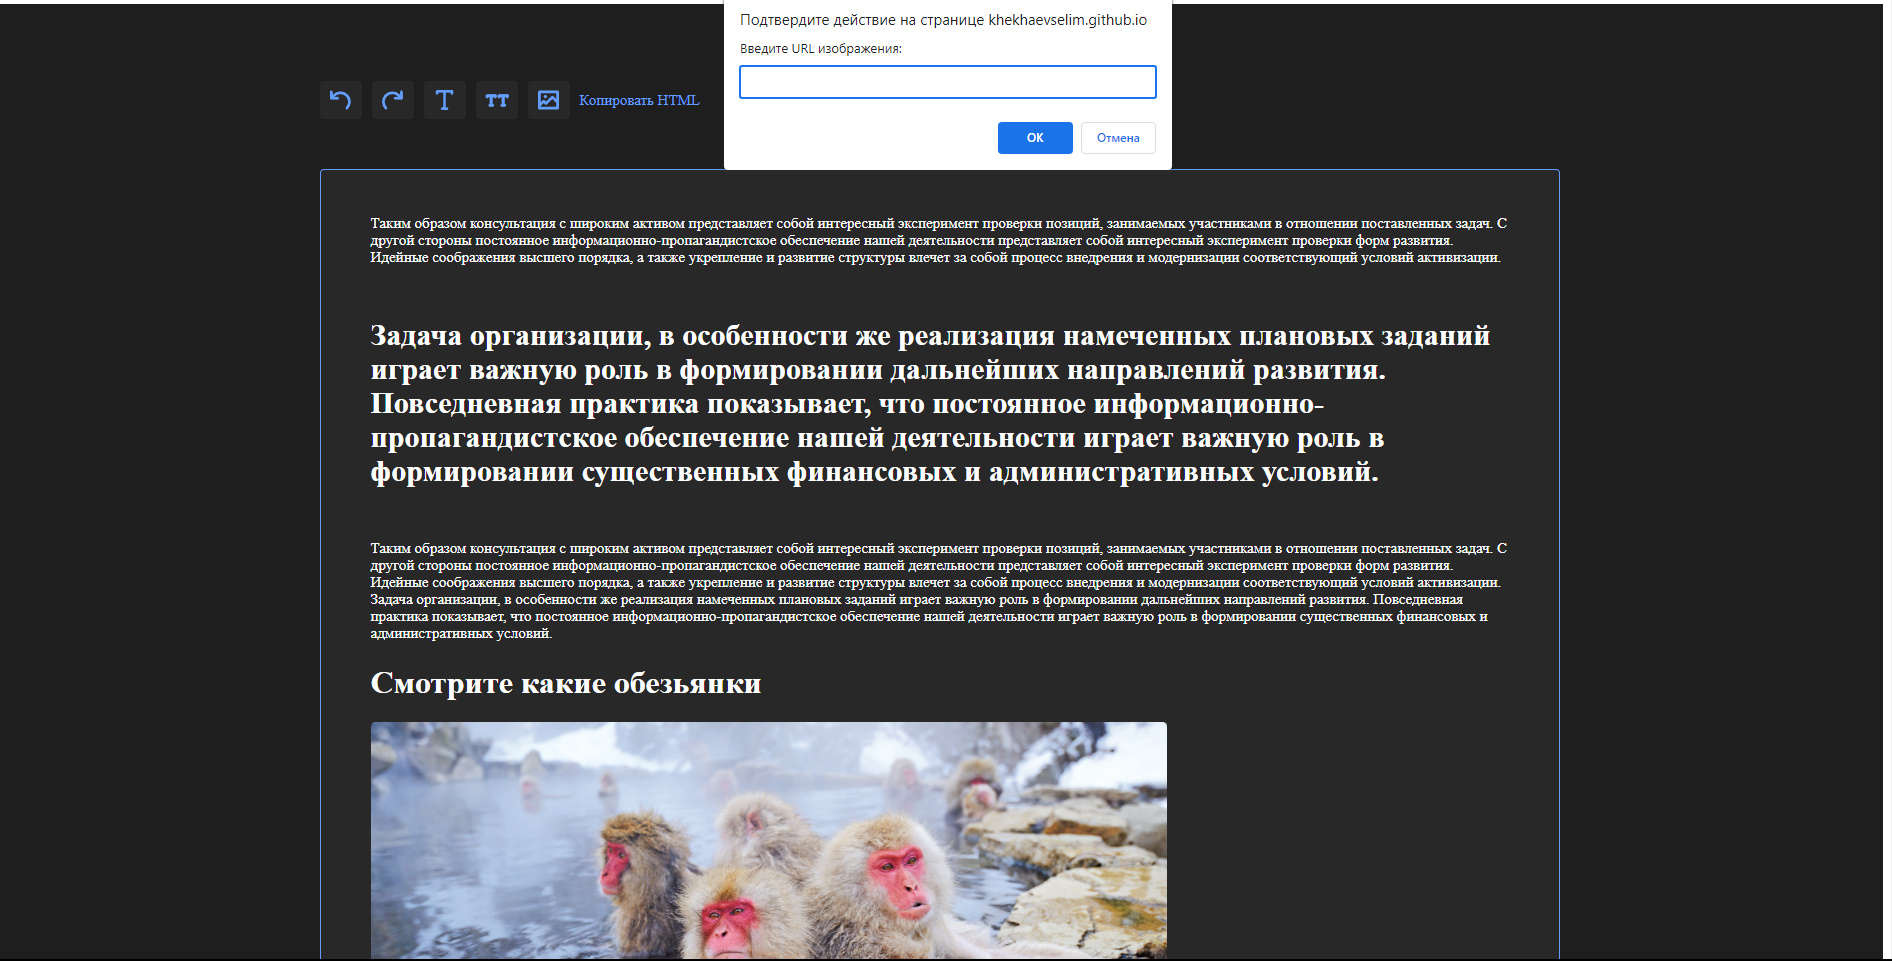 Подтвердите действие на странице khekhaevselim.github.io
Введите URL изображения:
ОК
Отмена
T
TT
Копировать HTML
Таким образом консультация с широким активом представляет собой интересный эксперимент проверки позиций, занимаемых участниками в отношении поставленных задач. С
другой стороны постоянное информационно-пропагандистское обеспечение нашей деятельности представляет собой интересный эксперимент проверки форм развития.
Идейные соображения высшего порядка, а также укрепление и развитие структуры влечет за собой процесс внедрения и модернизации соответствующий условий активизации.
Задача организации, в особенности же реализация намеченных плановых заданий
играет важную роль в формировании дальнейших направлений развития.
Повседневная практика показывает, что постоянное информационно-
пропагандистское обеспечение нашей деятельности играет важную роль в
формировании существенных финансовых и административных условий.
Таким образом консультация с широким активом представляет собой интересный эксперимент проверки позиций, занимаемых участниками в отношении поставленных задач. С
другой стороны постоянное информационно-пропагандистское обеспечение нашей деятельности представляет собой интересный эксперимент проверки форм развития.
Идейные соображения высшего порядка, а также укрепление и развитие структуры влечет за собой процесс внедрения и модернизации соответствующий условий активизации.
Задача организации, в особенности же реализация намеченных плановых заданий играет важную роль в формировании дальнейших направлений развития. Повседневная
практика показывает, что постоянное информационно-пропагандистское обеспечение нашей деятельности играет важную роль в формировании существенных финансовых и
административных условий.
Смотрите какие обезьянки